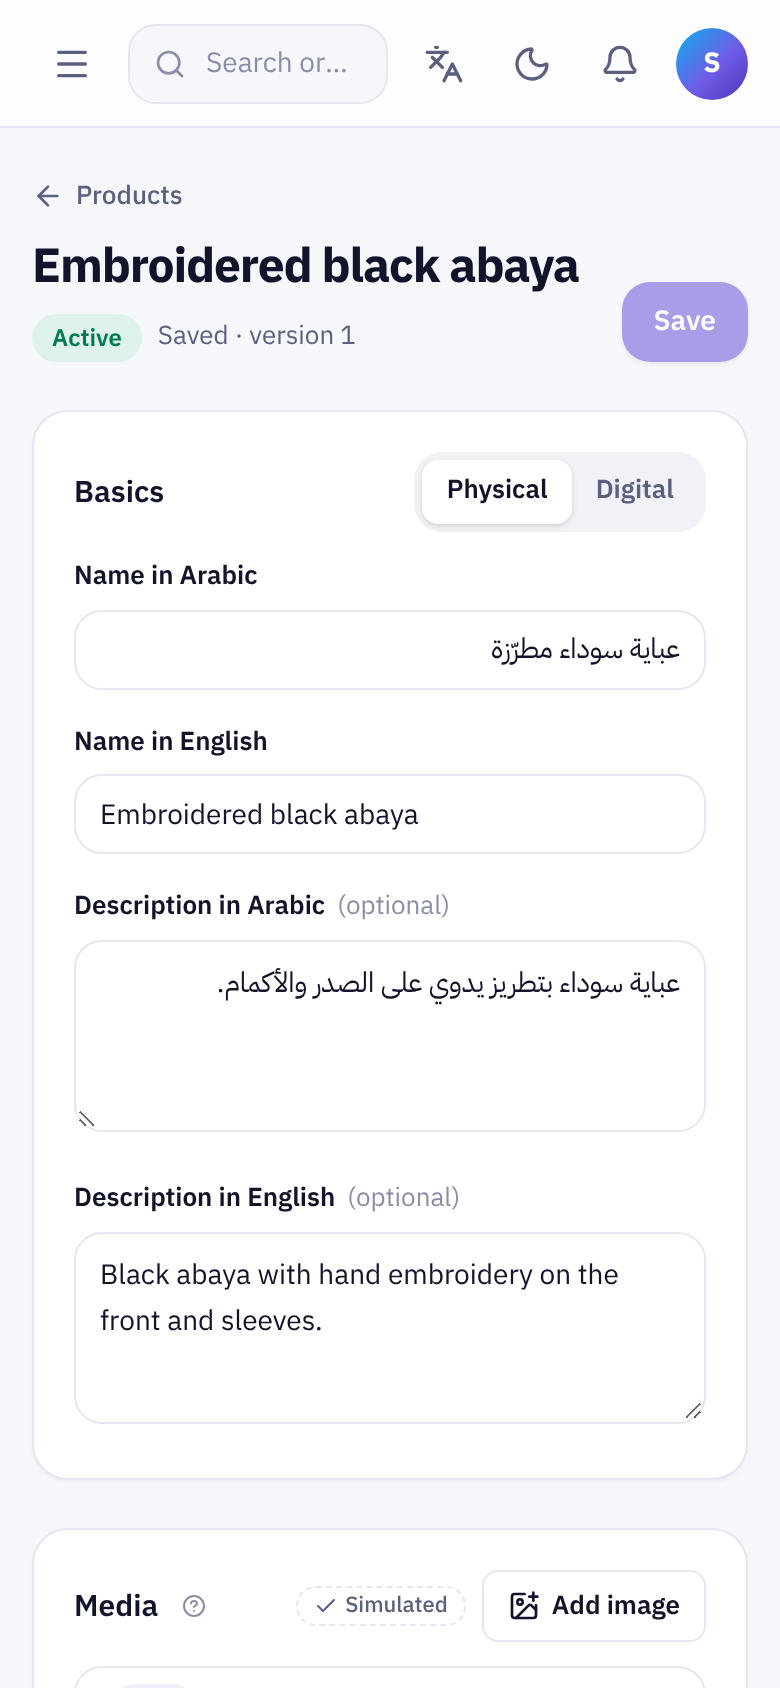 Search or...
S
Products
Embroidered black abaya
Active Saved · version 1
Save
Basics
Physical Digital
Name in Arabic
عباية سوداء مطرّزة
Name in English
Embroidered black abaya
Description in Arabic (optional)
عباية سوداء بتطريز يدوي على الصدر والأكمام.
Description in English (optional)
Black abaya with hand embroidery on the
front and sleeves.
Media Simulated Add image